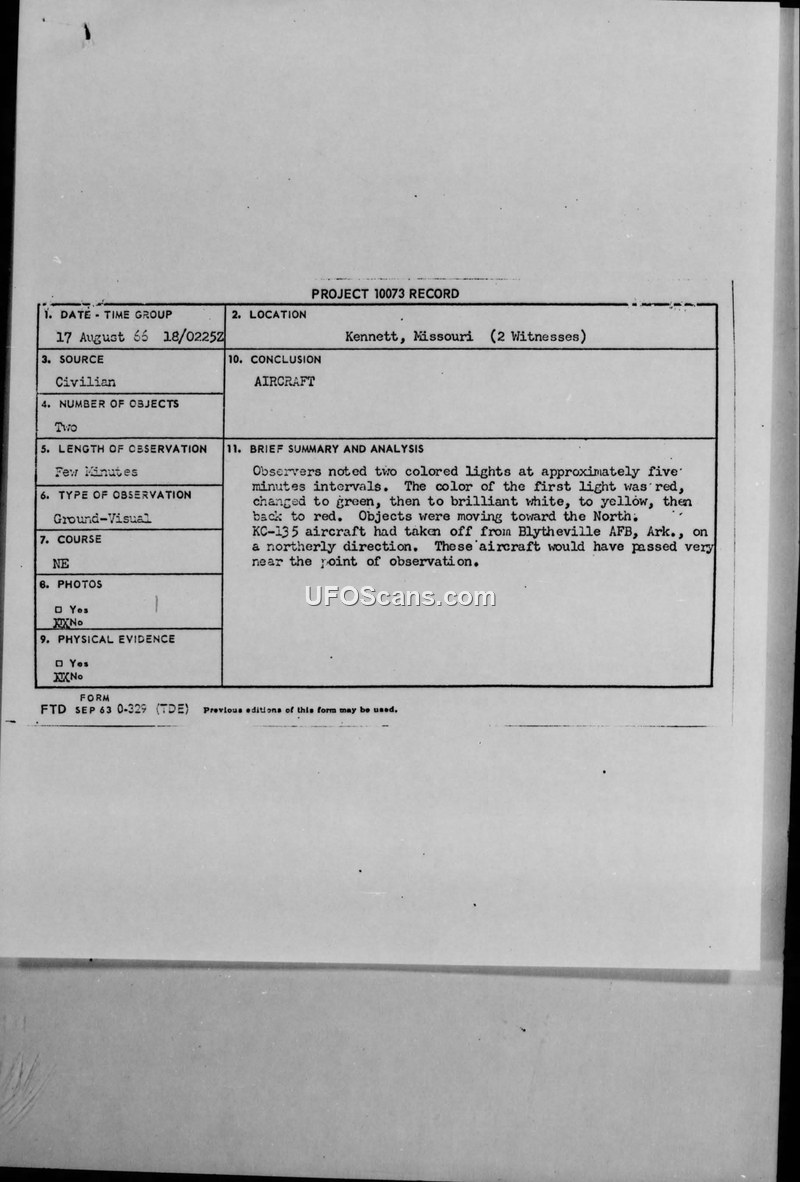 PROJECT 10073 RECORD
1. DATE - TIME GROUP
17 August 66 18/0225Z
2. LOCATION
Kennett, Missouri (2 Witnesses)
3. SOURCE
Civilian
10. CONCLUSION
AIRCRAFT
4. NUMBER OF OBJECTS
Two
5. LENGTH OF OBSERVATION
Few Minutes
11. BRIEF SUMMARY AND ANALYSIS
Observers noted two colored lights at approximately five
minutes intervals. The color of the first light was red,
changed to green, then to brilliant white, to yellow, then
back to red. Objects were moving toward the North.
KC-135 aircraft had taken off from Blytheville AFB, Ark., on
a northerly direction. These aircraft would have passed very
near the point of observation.
6. TYPE OF OBSERVATION
Ground-Visual
7. COURSE
NE
8. PHOTOS
□ Yes
XX No
9. PHYSICAL EVIDENCE
□ Yes
XX No
FORM
FTD SEP 63 0-329 (TDE) Previous editions of this form may be used.
UFOScans.com